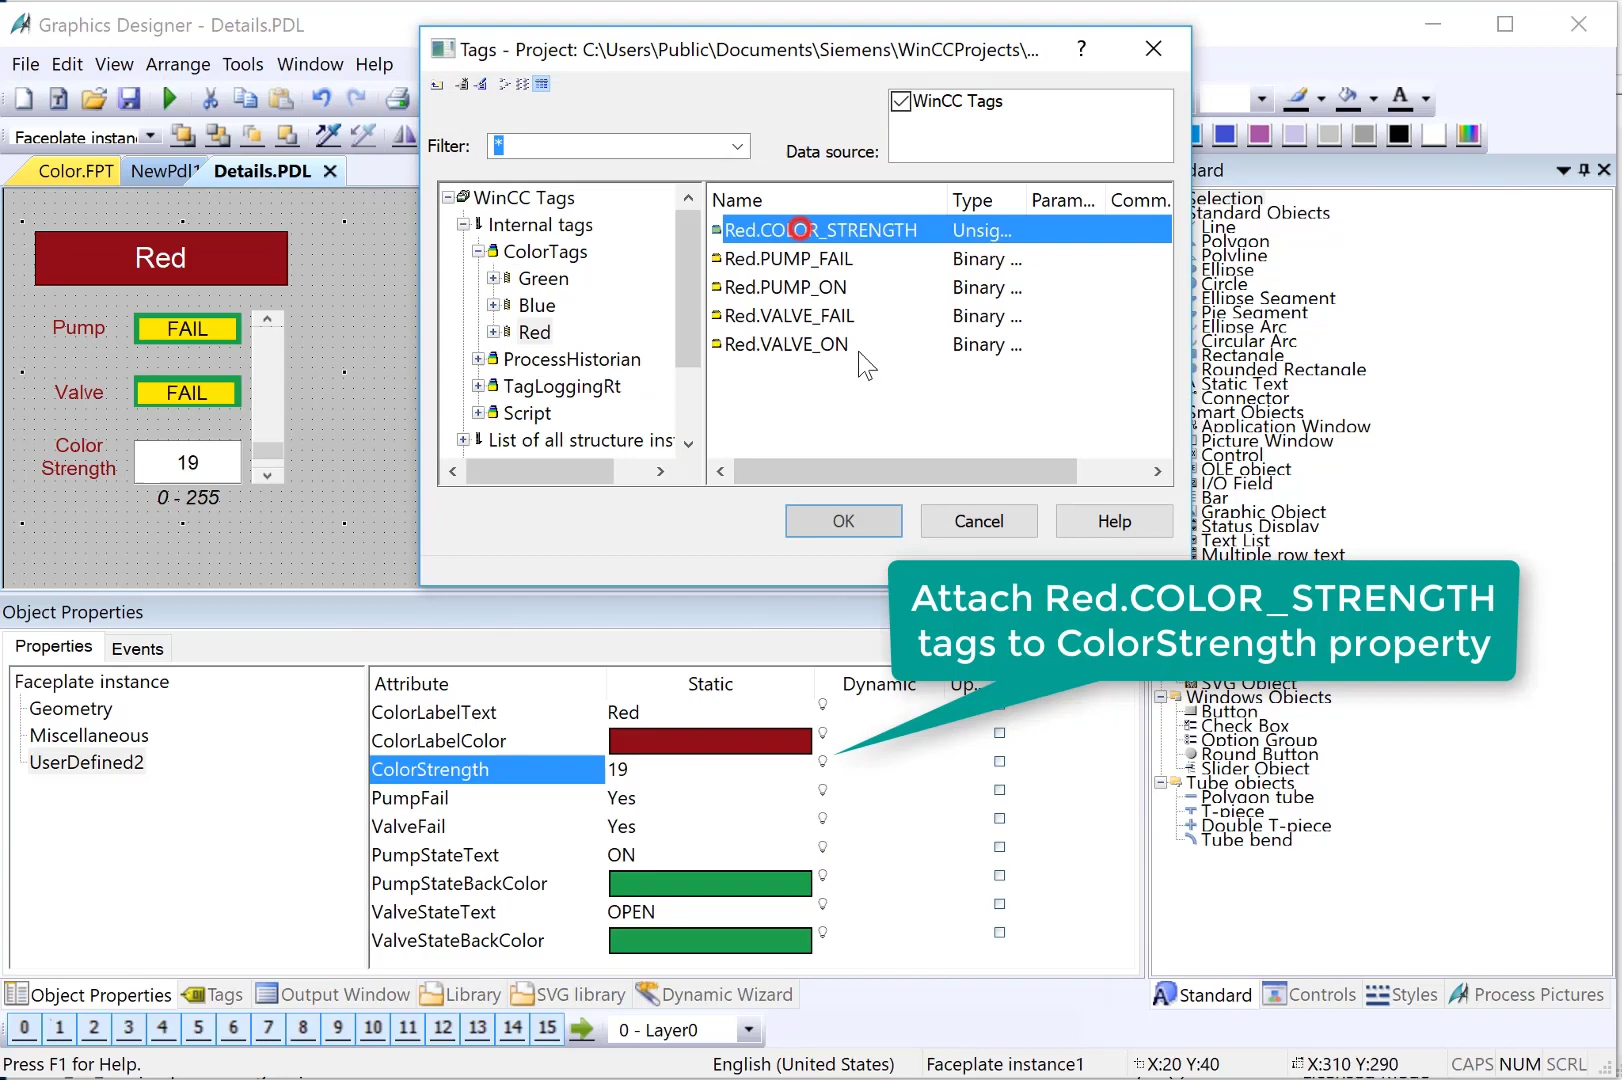 Graphics Designer - Details.PDL
File Edit View Arrange Tools Window Help
Faceplate instan
Color.FPT NewPdl1 Details.PDL
Red
Pump FAIL
Valve FAIL
Color
Strength 19
0 - 255
Tags - Project: C:\Users\Public\Documents\Siemens\WinCCProjects\...
?
WinCC Tags
Filter: * Data source:
WinCC Tags
Internal tags
ColorTags
Green
Blue
Red
ProcessHistorian
TagLoggingRt
Script
List of all structure ins
Name Type Param... Comm.
Red.COLOR_STRENGTH Unsig...
Red.PUMP_FAIL Binary ...
Red.PUMP_ON Binary ...
Red.VALVE_FAIL Binary ...
Red.VALVE_ON Binary ...
OK Cancel Help
Attach Red.COLOR_STRENGTH
tags to ColorStrength property
dard
Selection
Standard Objects
Line
Polygon
Polyline
Ellipse
Circle
Ellipse Segment
Pie Segment
Ellipse Arc
Circular Arc
Rectangle
Rounded Rectangle
Static Text
Connector
Smart Objects
Application Window
Picture Window
Control
OLE object
I/O Field
Bar
Graphic Object
Status Display
Text List
Multiple row text
SVG Object
Windows Objects
Button
Check Box
Option Group
Round Button
Slider Object
Tube objects
Polygon tube
T-piece
Double T-piece
Tube bend
Object Properties
Properties Events
Faceplate instance
Geometry
Miscellaneous
UserDefined2
Attribute Static Dynamic Up...
ColorLabelText Red
ColorLabelColor
ColorStrength 19
PumpFail Yes
ValveFail Yes
PumpStateText ON
PumpStateBackColor
ValveStateText OPEN
ValveStateBackColor
Object Properties Tags Output Window Library SVG library Dynamic Wizard
Standard Controls Styles Process Pictures
0 1 2 3 4 5 6 7 8 9 10 11 12 13 14 15 0 - Layer0
Press F1 for Help. English (United States) Faceplate instance1 X:20 Y:40 X:310 Y:290 CAPS NUM SCRL